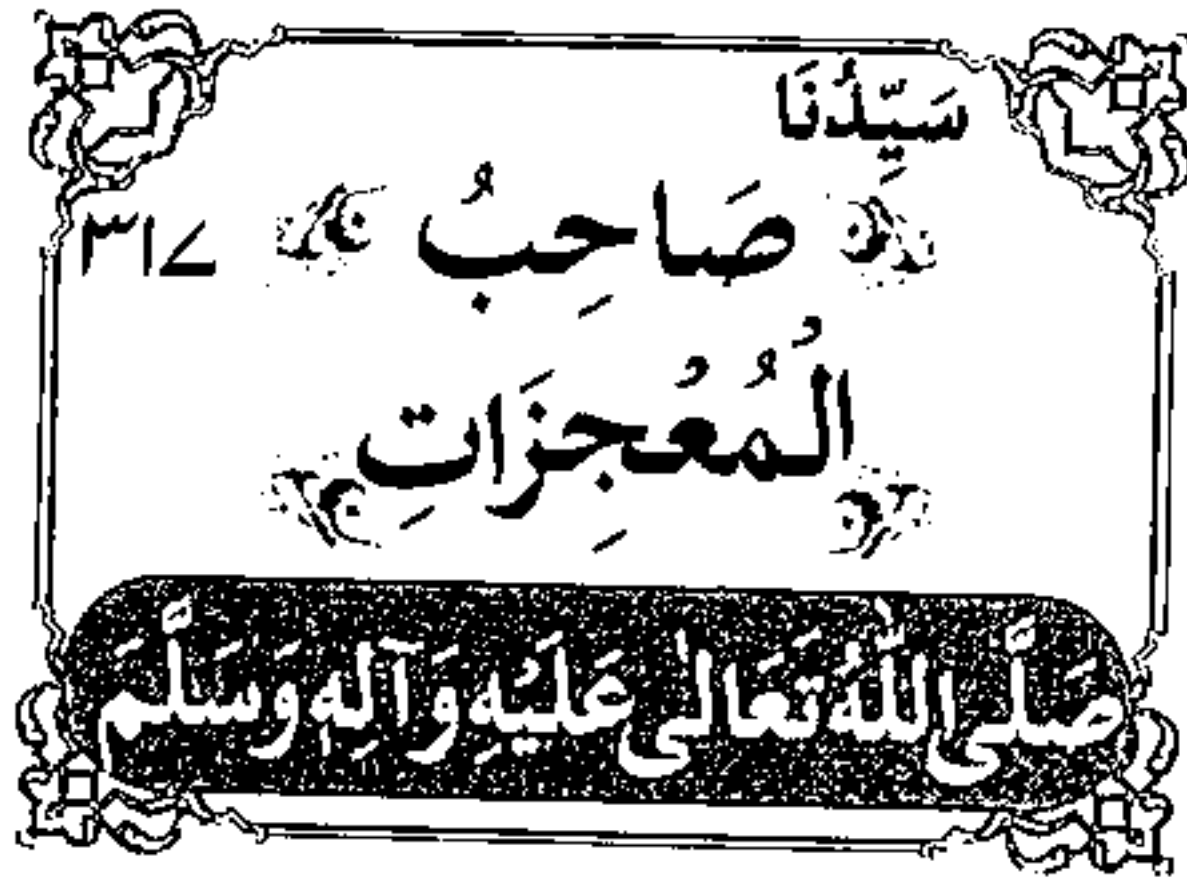 سَيِّدُنَا
صَاحِبُ
۳۱۷
الْمُعْجِزَاتِ
صَلَّى اللّٰهُ تَعَالٰى عَلَيْهِ وَآلِهٖ وَسَلَّمَ